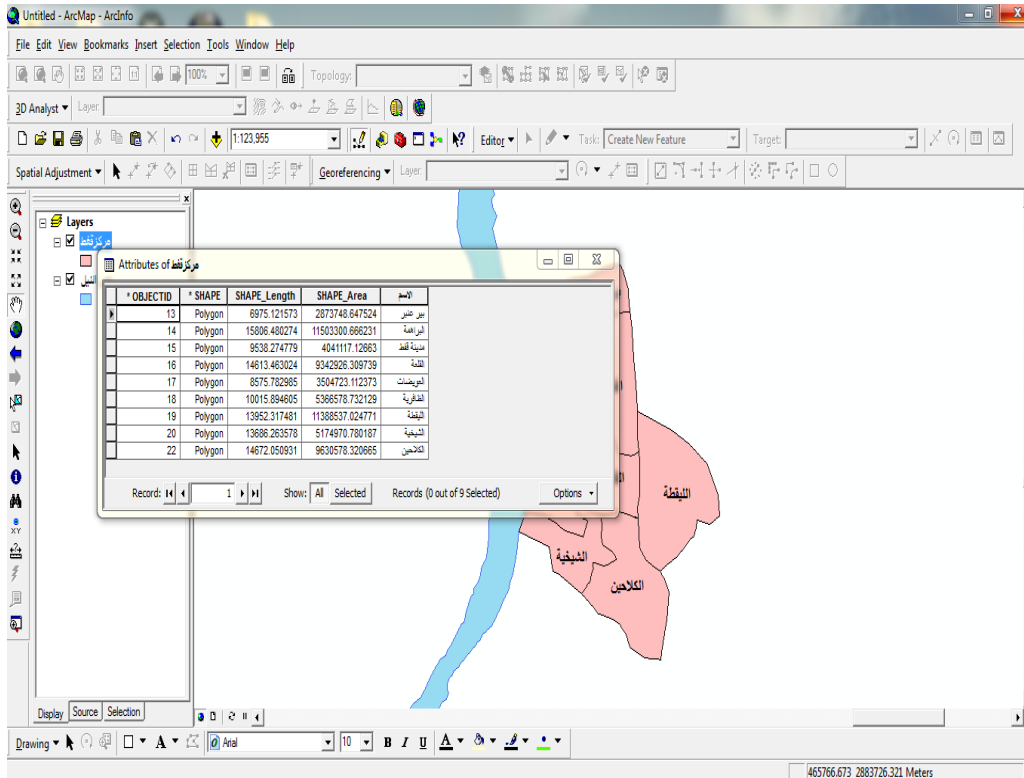 Untitled - ArcMap - ArcInfo
File Edit View Bookmarks Insert Selection Tools Window Help
100% Topology:
3D Analyst Layer:
1:123,955 Editor Task: Create New Feature Target:
Spatial Adjustment Georeferencing Layer:
Layers
مركزقفط
النيل
Attributes of مركزقفط
* OBJECTID * SHAPE SHAPE_Length SHAPE_Area الاسم
13 Polygon 6975.121573 2873748.647524 بير عنبر
14 Polygon 15806.480274 11503300.666231 البراهمة
15 Polygon 9538.274779 4041117.12663 مدينة قفط
16 Polygon 14613.463024 9342926.309739 القلعة
17 Polygon 8575.782985 3504723.112373 العويضات
18 Polygon 10015.894605 5366578.732129 الظافرية
19 Polygon 13952.317481 11388537.024771 الليقطة
20 Polygon 13686.263578 5174970.780187 الشيخية
22 Polygon 14672.050931 9630578.320665 الكلاحين
Record: 1 Show: All Selected Records (0 out of 9 Selected) Options
الليقطة
الشيخية
الكلاحين
XY
Display Source Selection
Drawing A Arial 10 B I U A
465766.673 2883726.321 Meters